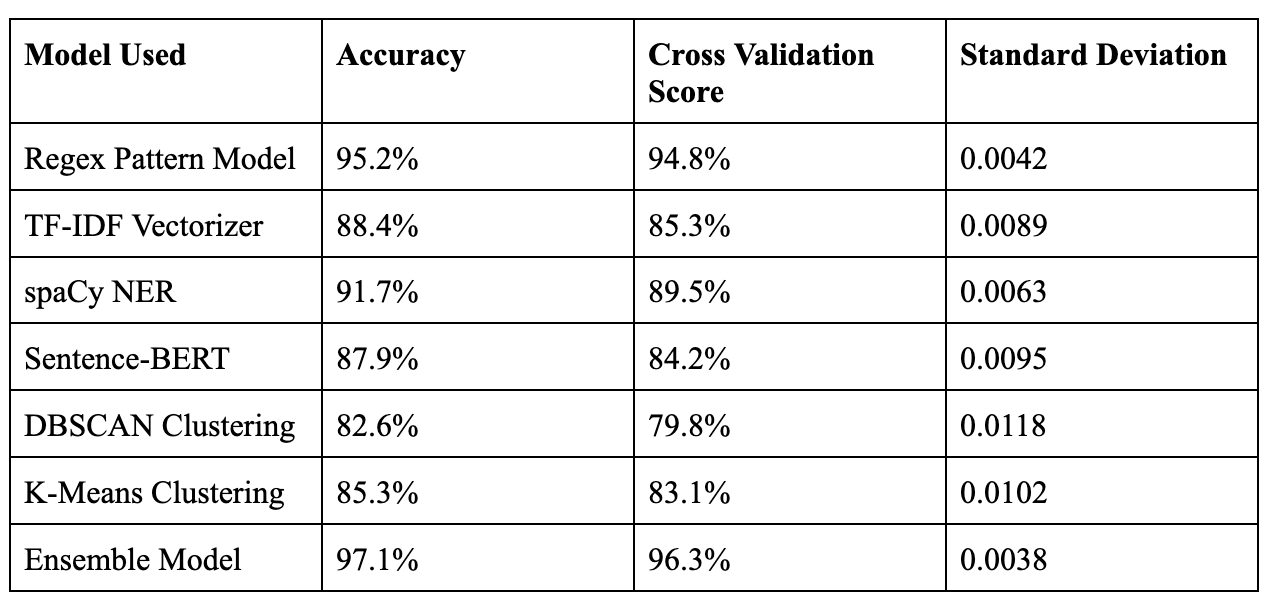 Model Used Accuracy Cross Validation Standard Deviation
Score
Regex Pattern Model 95.2% 94.8% 0.0042
TF-IDF Vectorizer 88.4% 85.3% 0.0089
spaCy NER 91.7% 89.5% 0.0063
Sentence-BERT 87.9% 84.2% 0.0095
DBSCAN Clustering 82.6% 79.8% 0.0118
K-Means Clustering 85.3% 83.1% 0.0102
Ensemble Model 97.1% 96.3% 0.0038